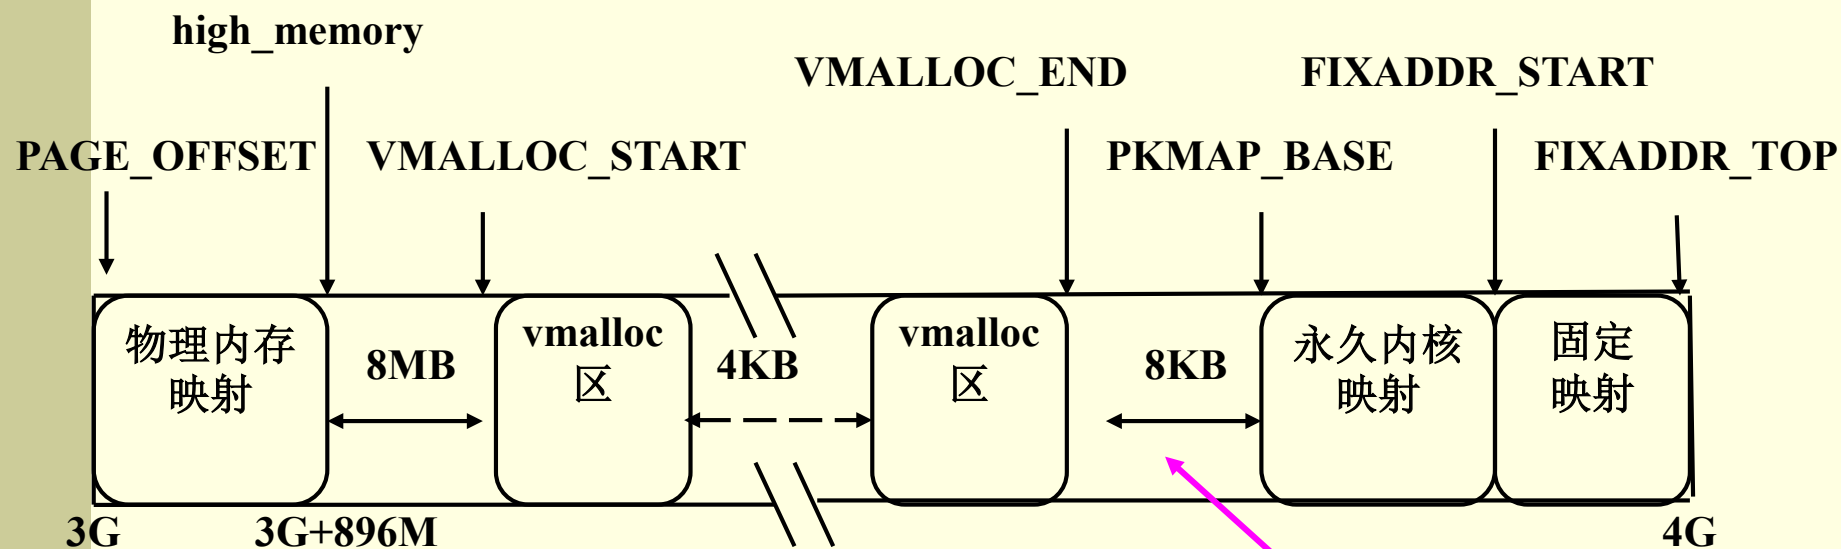 high_memory
VMALLOC_END
FIXADDR_START
PAGE_OFFSET
VMALLOC_START
PKMAP_BASE
FIXADDR_TOP
物理内存
映射
8MB
vmalloc
区
4KB
vmalloc
区
8KB
永久内核
映射
固定
映射
3G
3G+896M
4G